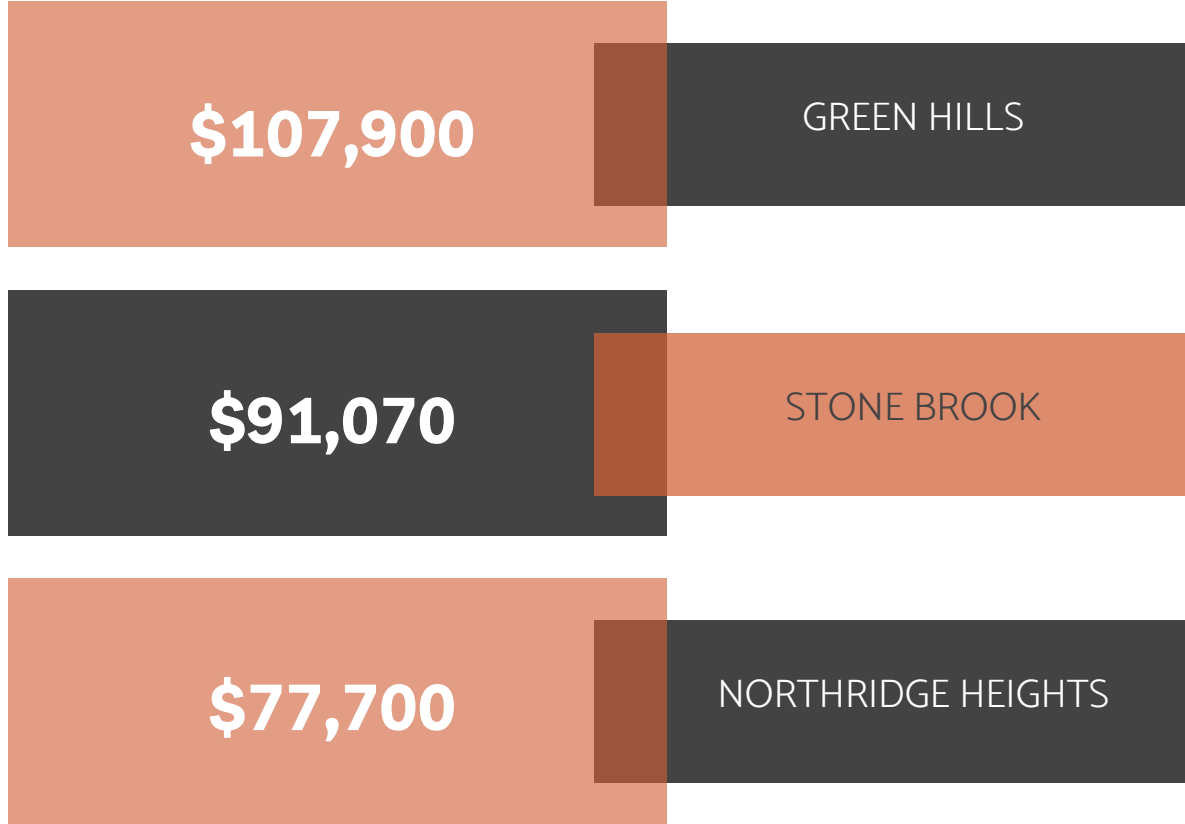 $107,900
GREEN HILLS
$91,070
STONE BROOK
$77,700
NORTHRIDGE HEIGHTS